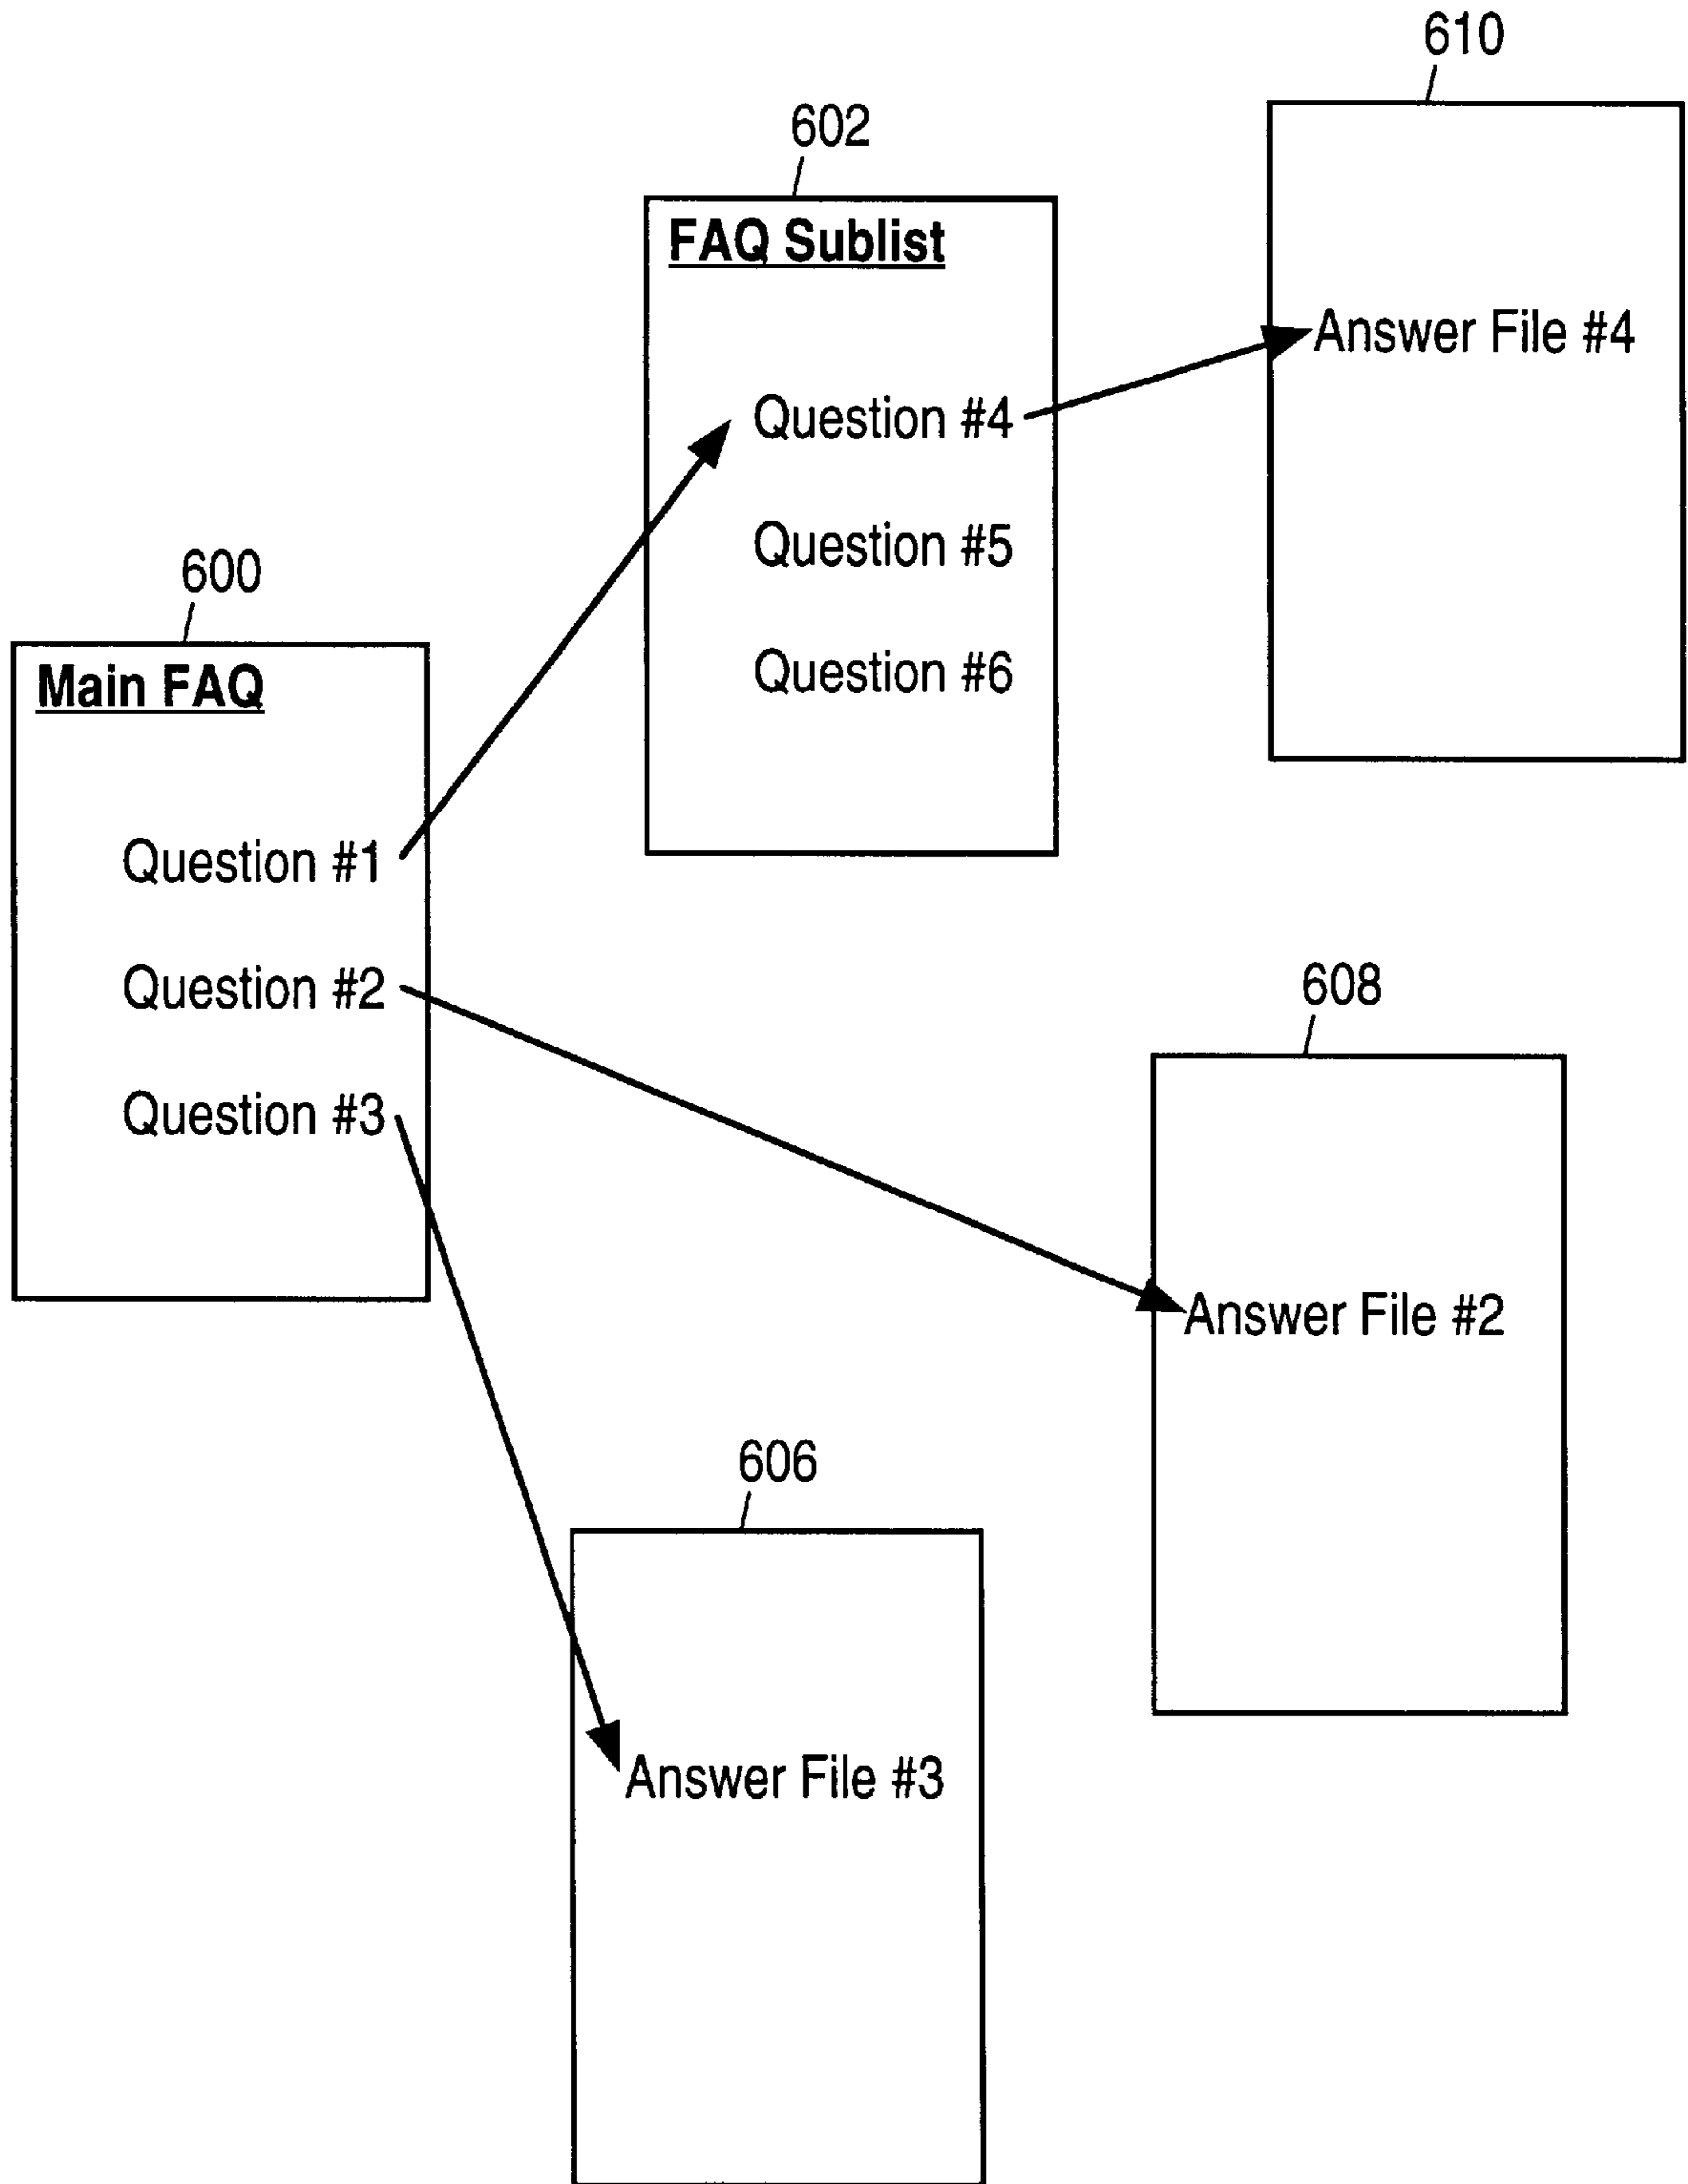 610
602
FAQ Sublist
Answer File #4
Question #4
Question #5
600
Question #6
Main FAQ
Question #1
Question #2
608
Question #3
Answer File #2
606
Answer File #3